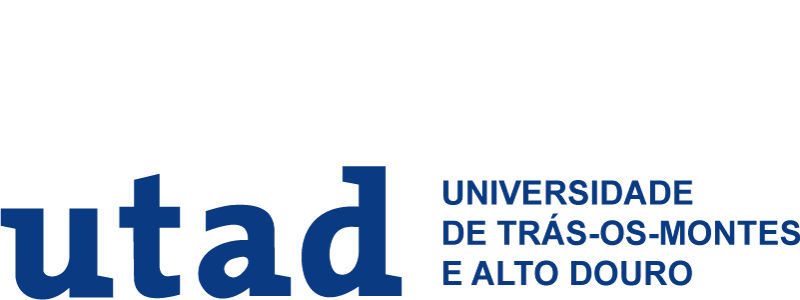 utad
UNIVERSIDADE
DE TRÁS-OS-MONTES
E ALTO DOURO